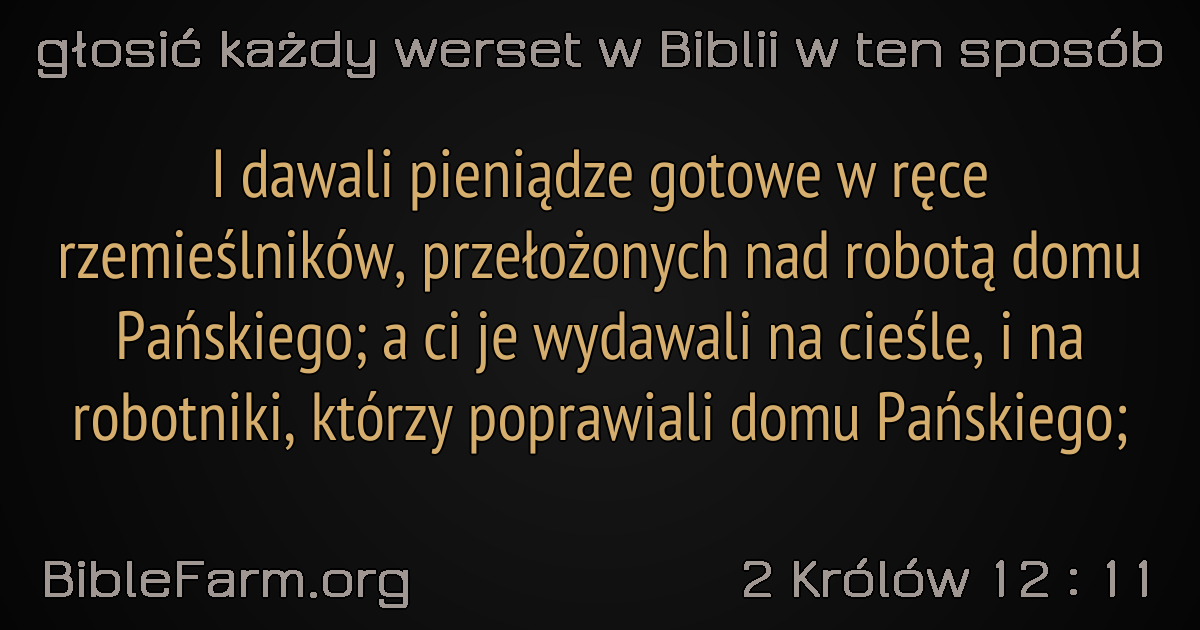 głosić każdy werset w Biblii w ten sposób
I dawali pieniądze gotowe w ręce
rzemieślników, przełożonych nad robotą domu
Pańskiego; a ci je wydawali na cieśle, i na
robotniki, którzy poprawiali domu Pańskiego;
BibleFarm.org
2 Królów 12 : 11